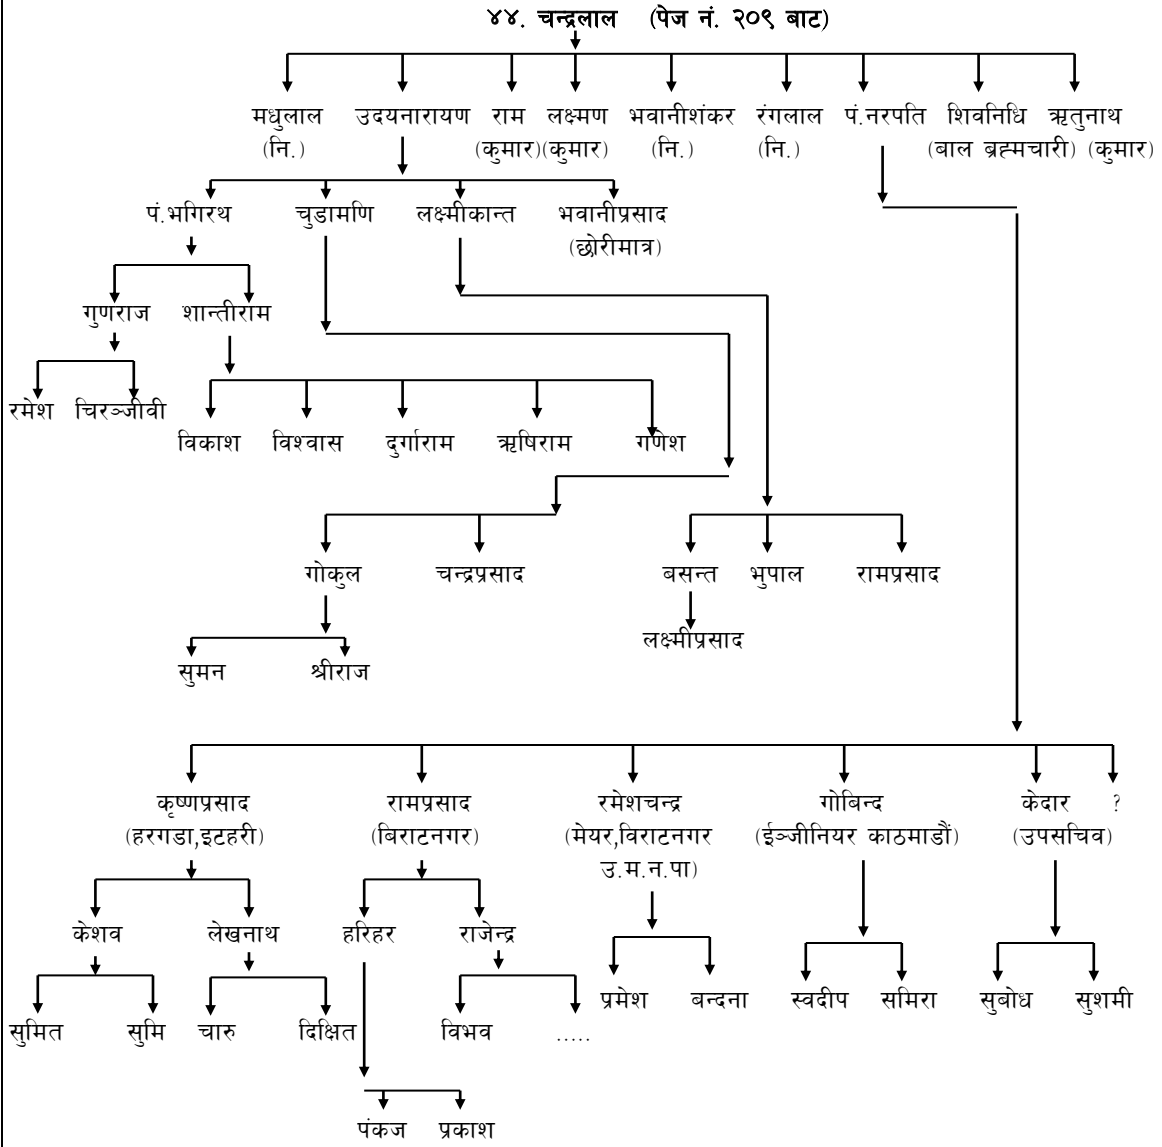 ४४. चन्द्रलाल (पेज नं. २०९ बाट)
मधुलाल उदयनारायण राम लक्ष्मण भवानीशंकर रंगलाल पं.नरपति शिवनिधि ऋतुनाथ
(नि.) (कुमार)(कुमार) (नि.) (नि.) (बाल ब्रह्मचारी) (कुमार)
पं.भगिरथ चुडामणि लक्ष्मीकान्त भवानीप्रसाद
(छोरीमात्र)
गुणराज शान्तीराम
रमेश चिरञ्जीवी
विकाश विश्वास दुर्गाराम ऋषिराम गणेश
गोकुल चन्द्रप्रसाद बसन्त भुपाल रामप्रसाद
लक्ष्मीप्रसाद
सुमन श्रीराज
कृष्णप्रसाद रामप्रसाद रमेशचन्द्र गोबिन्द केदार ?
(हरगडा,इटहरी) (बिराटनगर) (मेयर,विराटनगर (ईञ्जीनियर काठमाडौं) (उपसचिव)
उ.म.न.पा)
केशव लेखनाथ हरिहर राजेन्द्र
प्रमेश बन्दना स्वदीप समिरा सुबोध सुशमी
सुमित सुमि चारु दिक्षित विभव .....
पंकज प्रकाश